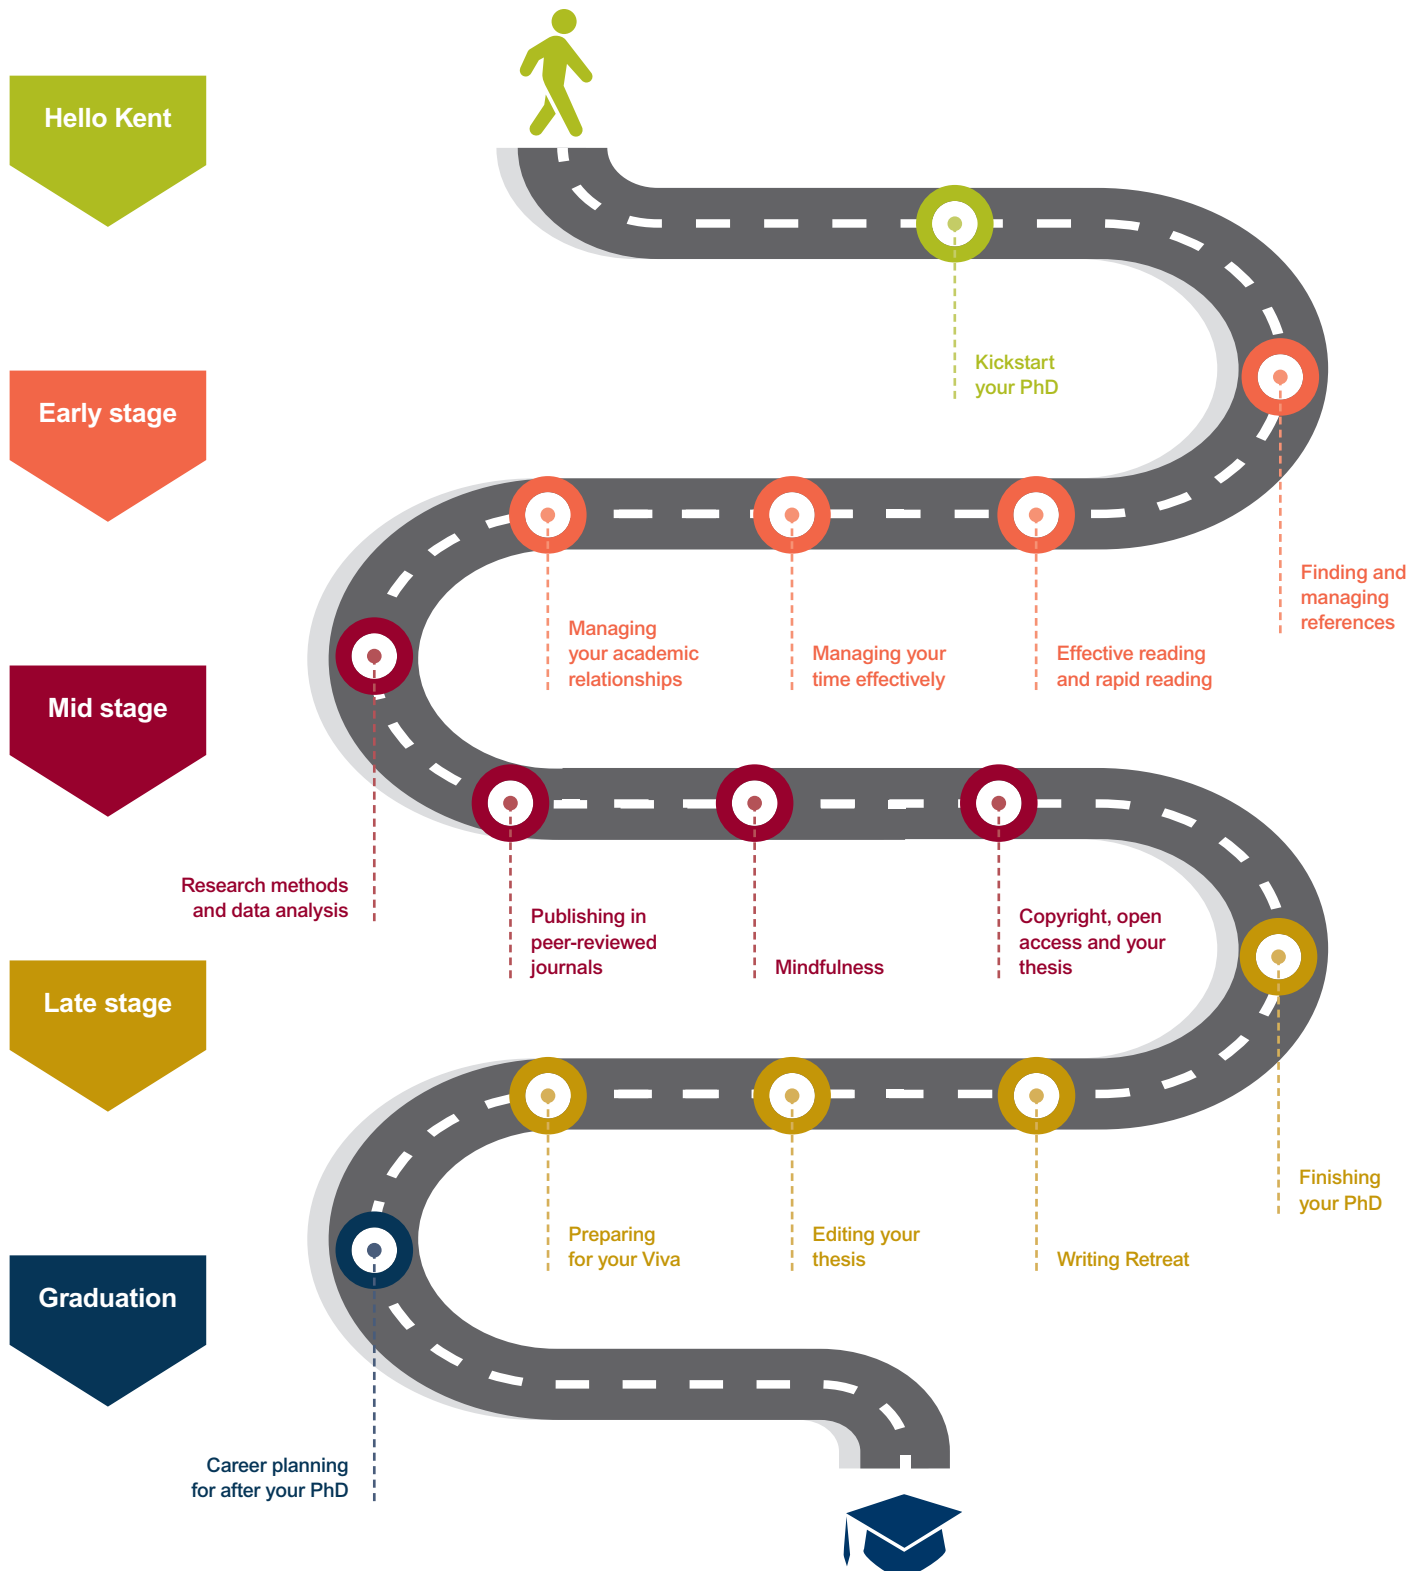 Hello Kent
Kickstart
your PhD
Early stage
Finding and
managing
references
Effective reading
and rapid reading
Managing your
time effectively
Managing
your academic
relationships
Mid stage
Research methods
and data analysis
Publishing in
peer-reviewed
journals
Mindfulness
Copyright, open
access and your
thesis
Late stage
Finishing
your PhD
Writing Retreat
Editing your
thesis
Preparing
for your Viva
Graduation
Career planning
for after your PhD